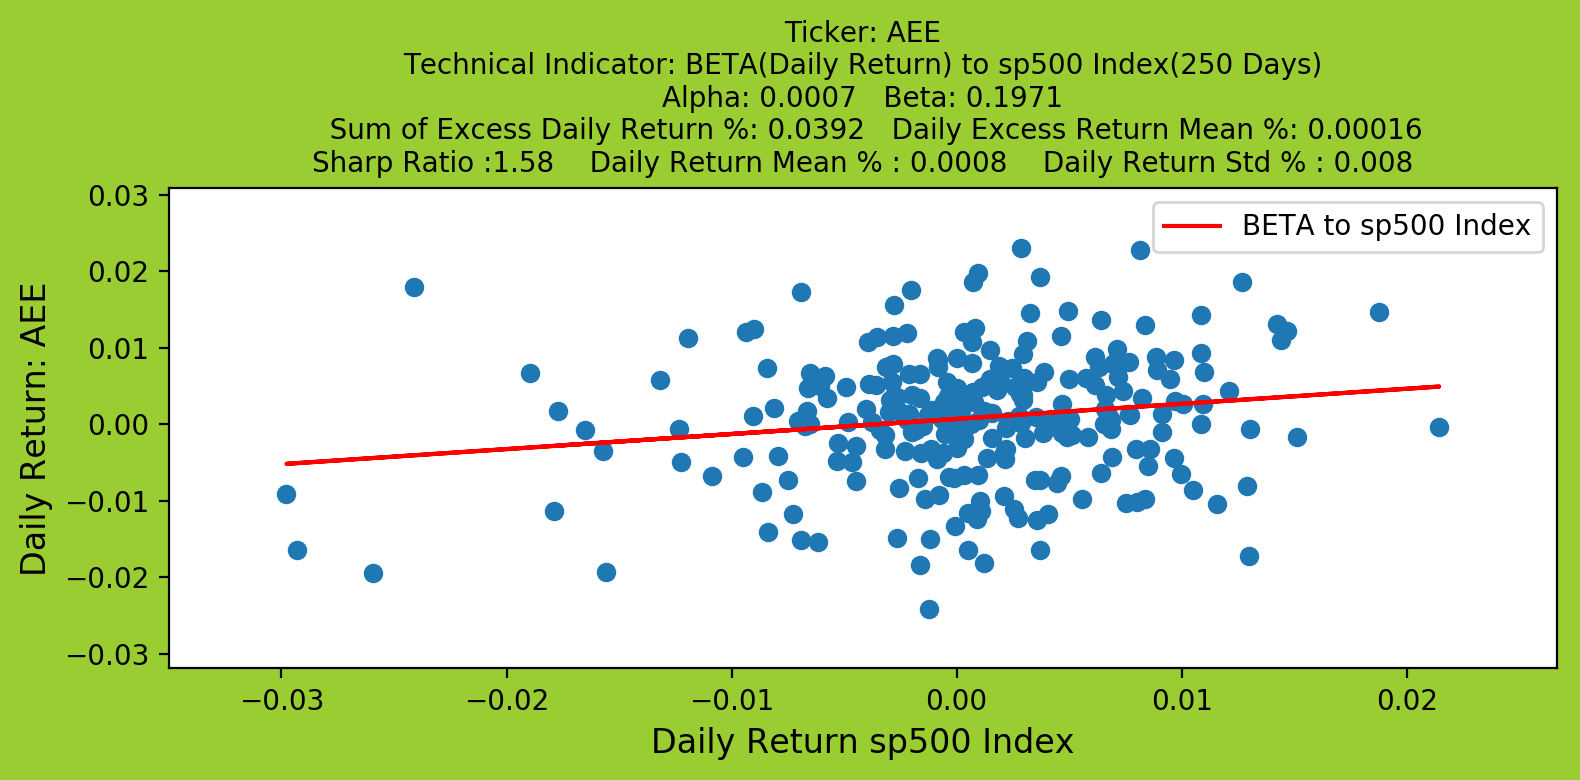 Ticker: AEE
Technical Indicator: BETA(Daily Return) to sp500 Index(250 Days)
Alpha: 0.0007 Beta: 0.1971
Sum of Excess Daily Return %: 0.0392 Daily Excess Return Mean %: 0.00016
Sharp Ratio :1.58 Daily Return Mean % : 0.0008 Daily Return Std % : 0.008
BETA to sp500 Index
Daily Return: AEE
0.03
0.02
0.01
0.00
−0.01
−0.02
−0.03
−0.03 −0.02 −0.01 0.00 0.01 0.02
Daily Return sp500 Index